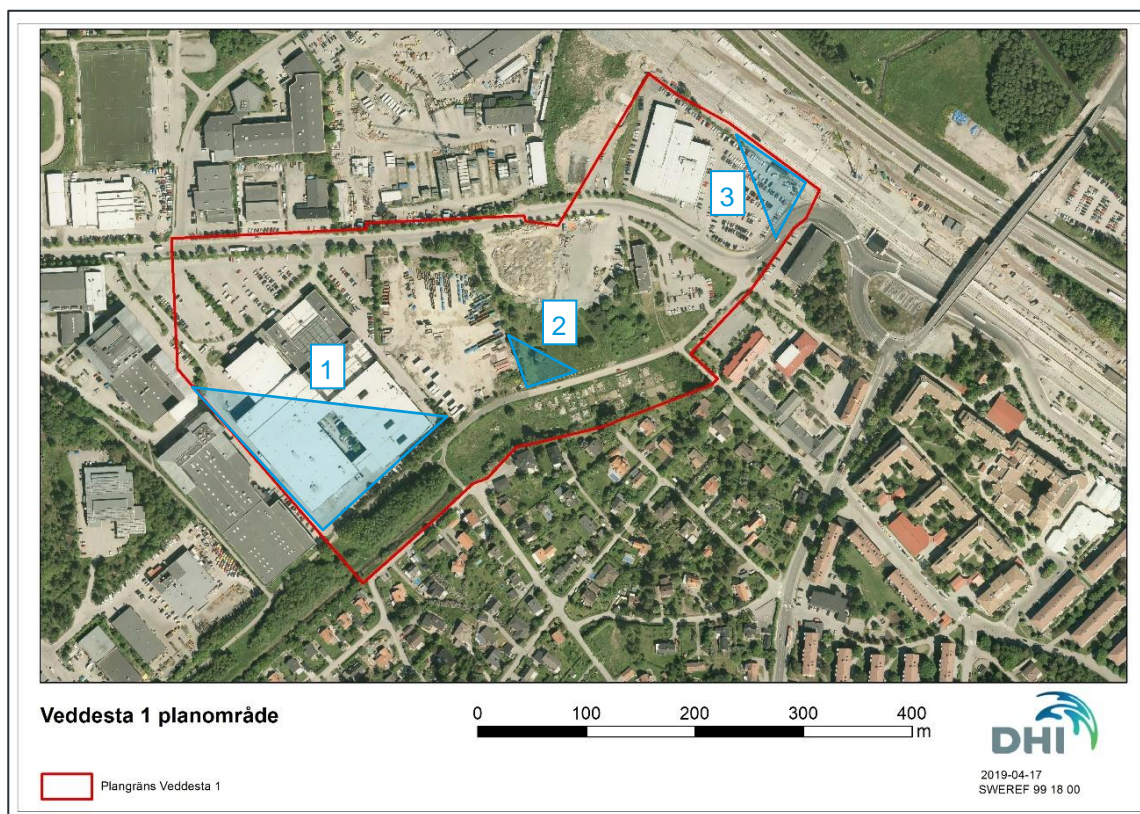 3
2
1
Veddesta 1 planområde
0 100 200 300 400
m
DHI
Plangräns Veddesta 1
2019-04-17
SWEREF 99 18 00